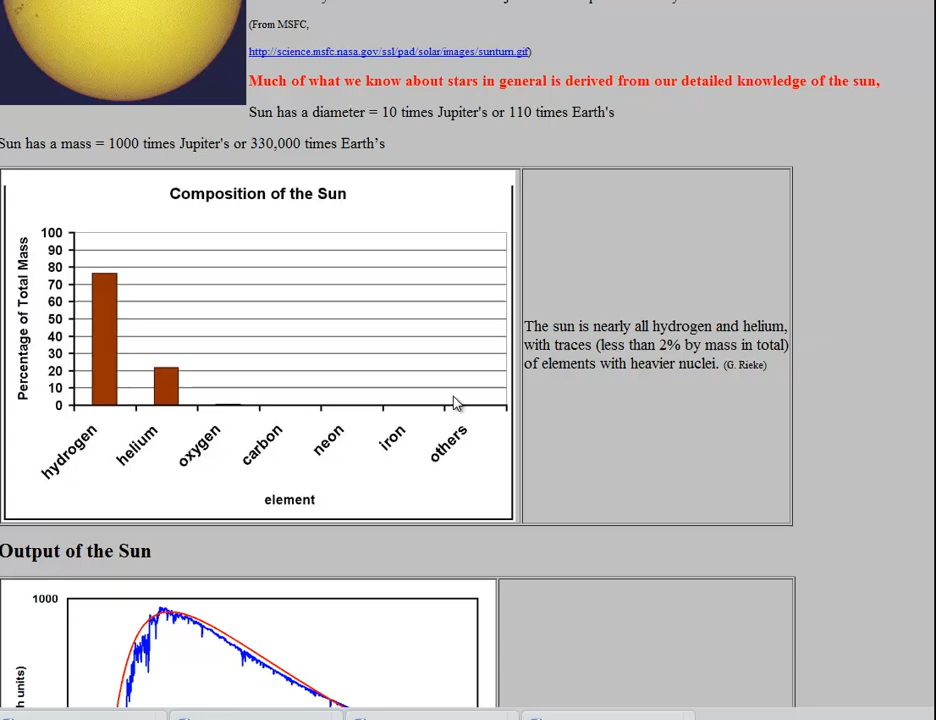 (From MSFC,
http://science.msfc.nasa.gov/ssl/pad/solar/images/sunturn.gif)
Much of what we know about stars in general is derived from our detailed knowledge of the sun,
Sun has a diameter = 10 times Jupiter's or 110 times Earth's
Sun has a mass = 1000 times Jupiter's or 330,000 times Earth’s
Composition of the Sun
Percentage of Total Mass
100
90
80
70
60
50
40
30
20
10
0
hydrogen
helium
oxygen
carbon
neon
iron
others
element
The sun is nearly all hydrogen and helium,
with traces (less than 2% by mass in total)
of elements with heavier nuclei. (G. Rieke)
Output of the Sun
1000
units)